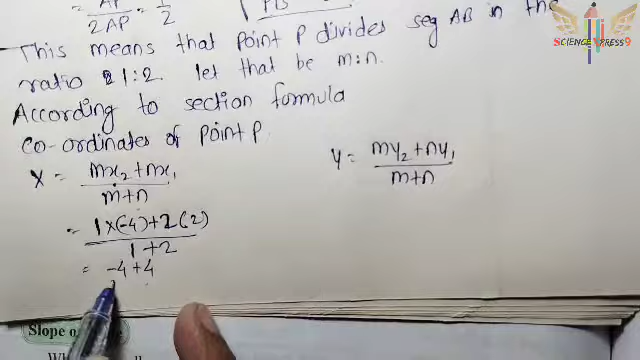 = AP/2AP = 1/2
This means that point P divides seg AB in the
ratio 1:2. let that be m:n.
According to section formula
co-ordinates of point P
x = mx₂+nx₁/m+n
y = my₂+ny₁/m+n
= 1×(-4)+2(2)/1+2
= -4+4
Slope o
SCIENCE XPRESS 9